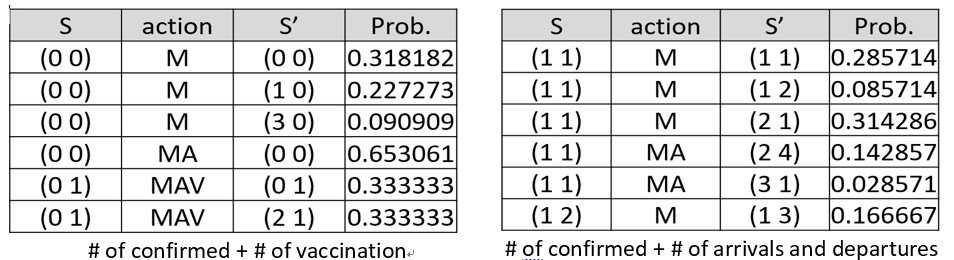 S action S’ Prob.
(0 0) M (0 0) 0.318182
(0 0) M (1 0) 0.227273
(0 0) M (3 0) 0.090909
(0 0) MA (0 0) 0.653061
(0 1) MAV (0 1) 0.333333
(0 1) MAV (2 1) 0.333333
# of confirmed + # of vaccination
S action S’ Prob.
(1 1) M (1 1) 0.285714
(1 1) M (1 2) 0.085714
(1 1) M (2 1) 0.314286
(1 1) MA (2 4) 0.142857
(1 1) MA (3 1) 0.028571
(1 2) M (1 3) 0.166667
# of confirmed + # of arrivals and departures